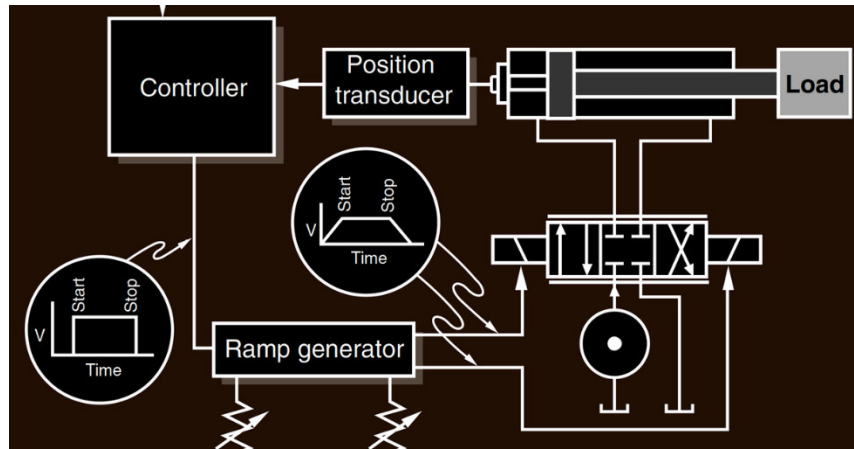 Controller
Position
transducer
Load
Start
Stop
V
Time
Start
Stop
V
Time
Ramp generator